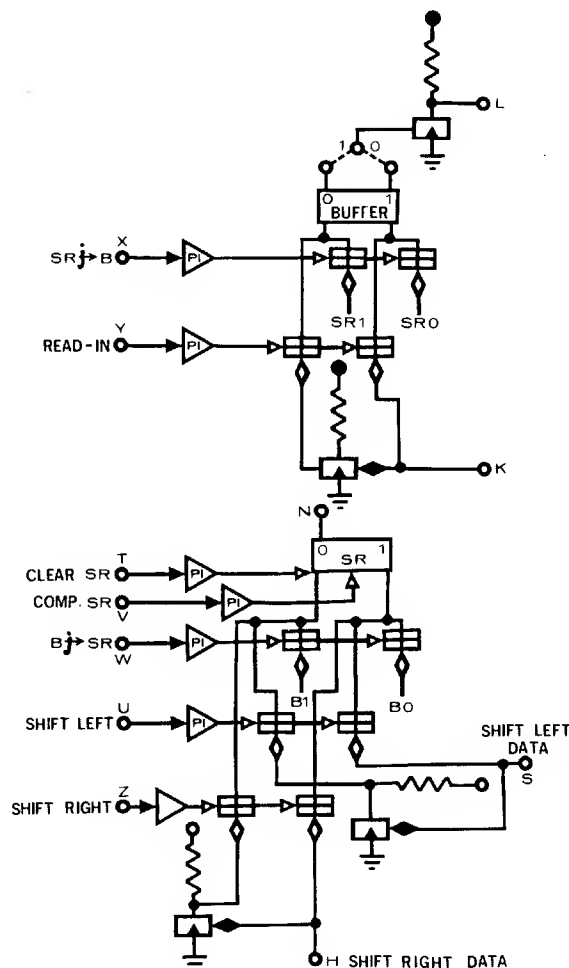 L
1 0
0 1
BUFFER
X
SR j→ B PI
SR1 SR0
Y
READ-IN PI
K
N
0 1
SR
T
CLEAR SR PI
COMP. SR PI
V
B j→ SR PI
W
B1 B0
U
SHIFT LEFT PI
SHIFT LEFT
DATA
S
Z
SHIFT RIGHT
H SHIFT RIGHT DATA